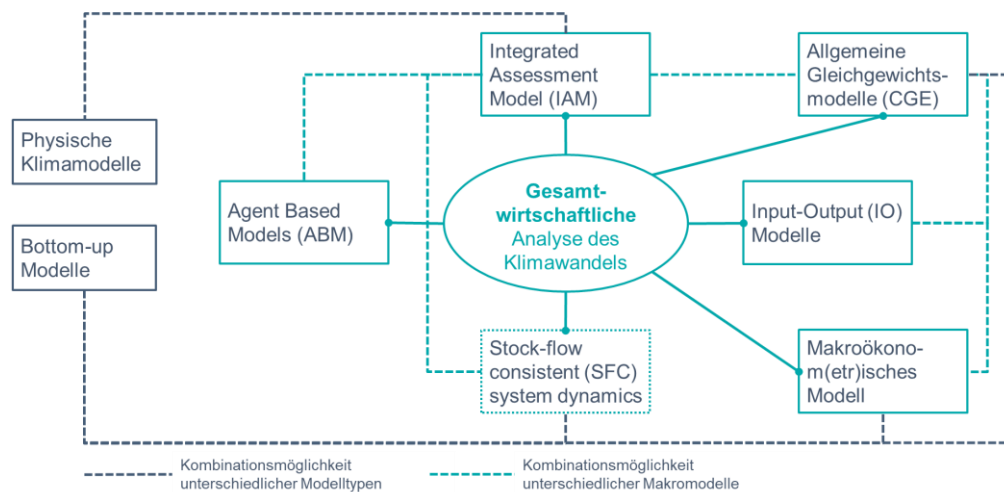 Integrated
Assessment
Model (IAM)
Allgemeine
Gleichgewichts-
modelle (CGE)
Physische
Klimamodelle
Agent Based
Models (ABM)
Gesamt-
wirtschaftliche
Analyse des
Klimawandels
Input-Output (IO)
Modelle
Bottom-up
Modelle
Stock-flow
consistent (SFC)
system dynamics
Makroökono-
m(etr)isches
Modell
Kombinationsmöglichkeit
unterschiedlicher Modelltypen
Kombinationsmöglichkeit
unterschiedlicher Makromodelle